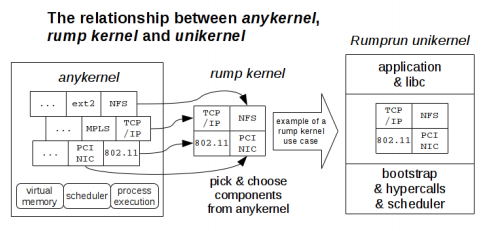 The relationship between anykernel,
rump kernel and unikernel
anykernel
... ext2 NFS
... MPLS TCP
/IP
... PCI
NIC 802.11
virtual
memory
scheduler
process
execution
rump kernel
TCP
/IP NFS
802.11 PCI
NIC
pick & choose
components
from anykernel
example of a
rump kernel
use case
Rumprun unikernel
application
& libc
TCP
/IP NFS
802.11 PCI
NIC
bootstrap
& hypercalls
& scheduler